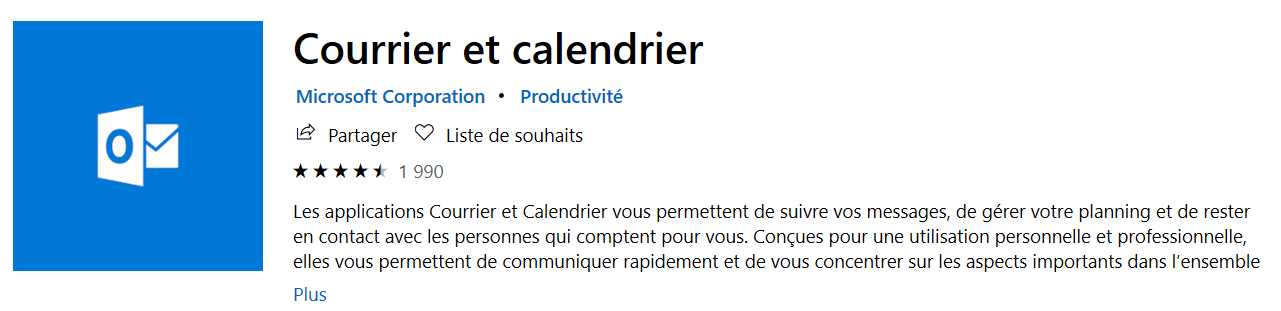 Courrier et calendrier
Microsoft Corporation • Productivité
Partager Liste de souhaits
1 990
Les applications Courrier et Calendrier vous permettent de suivre vos messages, de gérer votre planning et de rester
en contact avec les personnes qui comptent pour vous. Conçues pour une utilisation personnelle et professionnelle,
elles vous permettent de communiquer rapidement et de vous concentrer sur les aspects importants dans l’ensemble
Plus